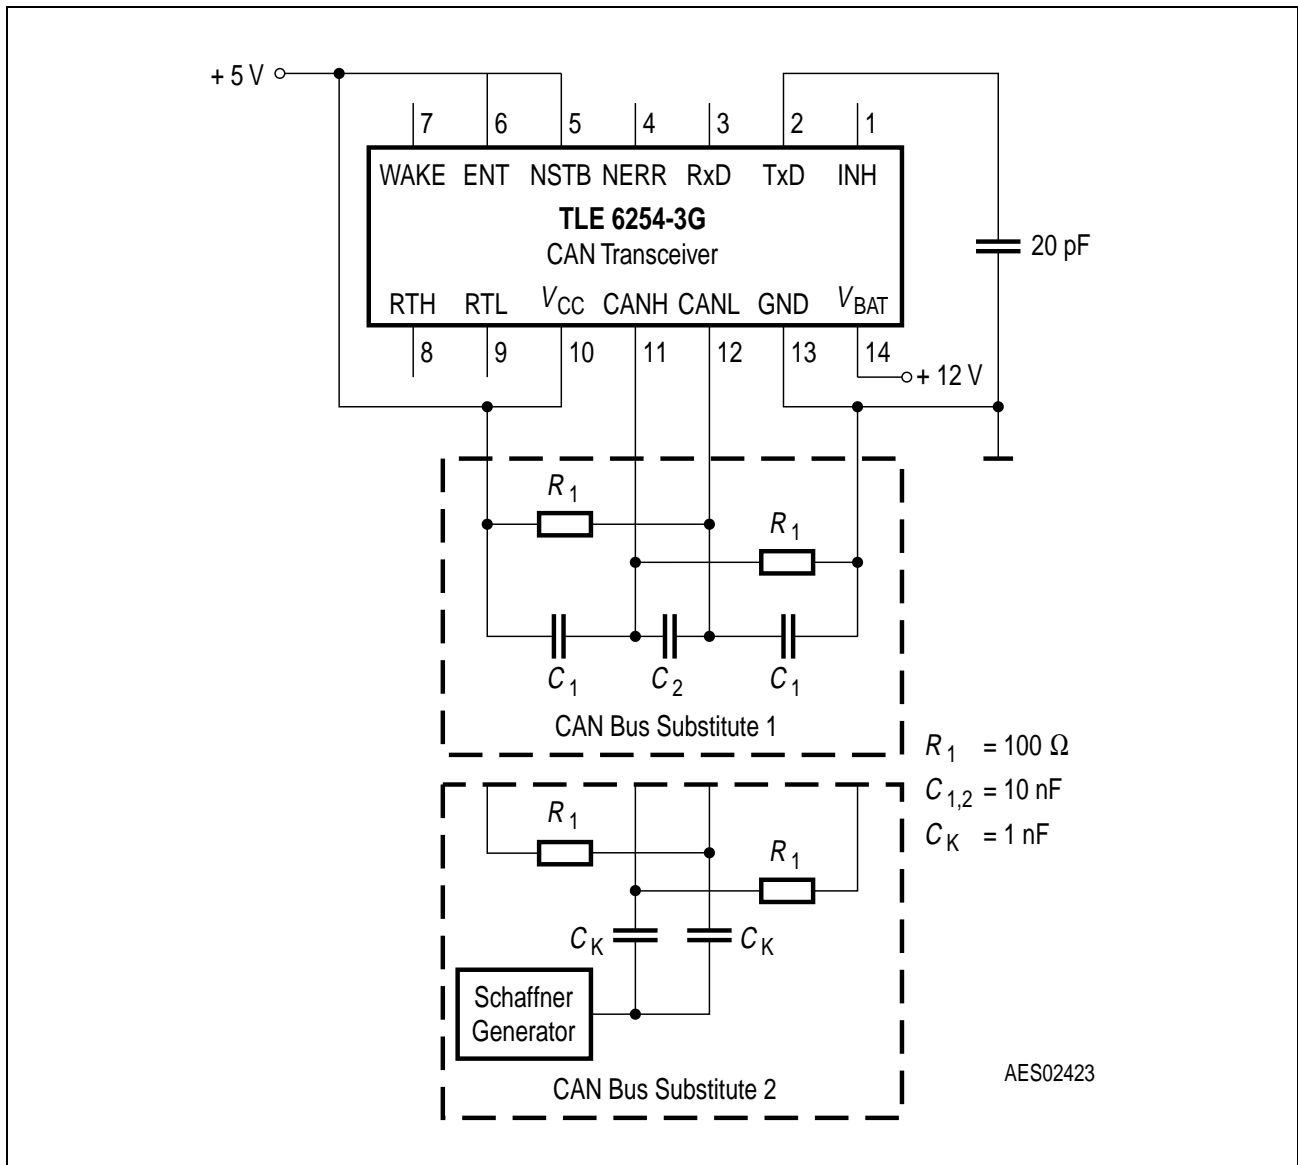 + 5 V
7 6 5 4 3 2 1
WAKE ENT NSTB NERR RxD TxD INH
TLE 6254-3G
CAN Transceiver
20 pF
RTH RTL VCC CANH CANL GND VBAT
8 9 10 11 12 13 14
+ 12 V
R1
R1
C1 C2 C1
CAN Bus Substitute 1
R1 = 100 Ω
C1,2 = 10 nF
CK = 1 nF
R1
R1
CK CK
Schaffner
Generator
CAN Bus Substitute 2
AES02423